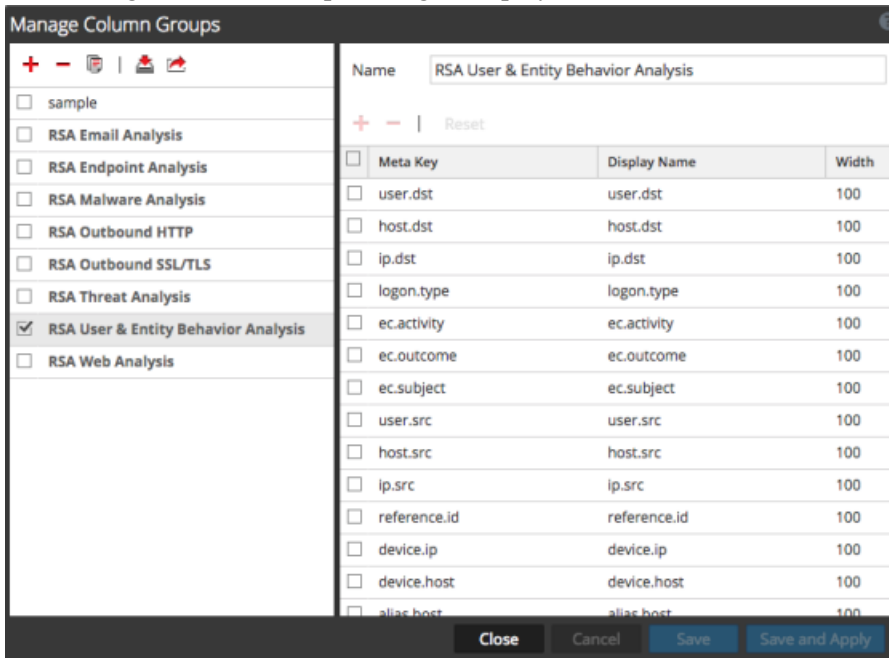 Manage Column Groups
sample
RSA Email Analysis
RSA Endpoint Analysis
RSA Malware Analysis
RSA Outbound HTTP
RSA Outbound SSL/TLS
RSA Threat Analysis
RSA User & Entity Behavior Analysis
RSA Web Analysis
Name RSA User & Entity Behavior Analysis
Reset
Meta Key Display Name Width
user.dst user.dst 100
host.dst host.dst 100
ip.dst ip.dst 100
logon.type logon.type 100
ec.activity ec.activity 100
ec.outcome ec.outcome 100
ec.subject ec.subject 100
user.src user.src 100
host.src host.src 100
ip.src ip.src 100
reference.id reference.id 100
device.ip device.ip 100
device.host device.host 100
alias.host alias.host 100
Close Cancel Save Save and Apply